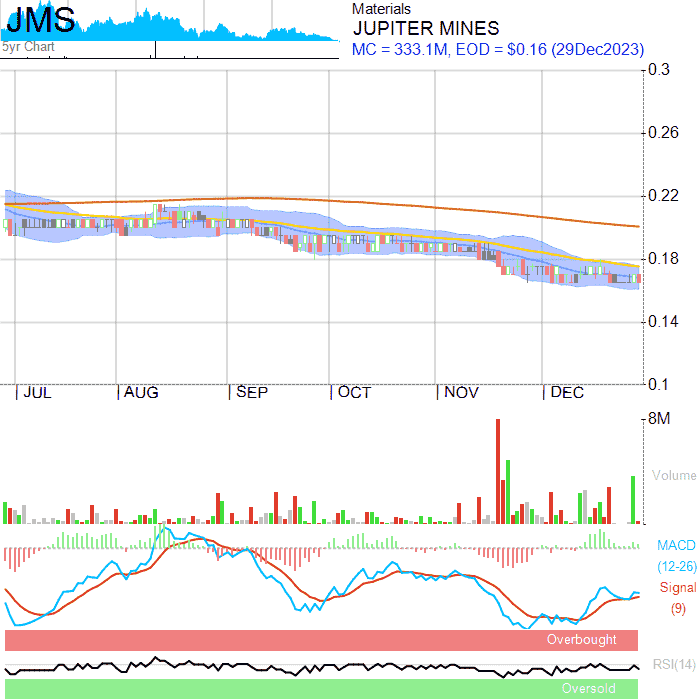 JMS
5yr Chart
Materials
JUPITER MINES
MC = 333.1M, EOD = $0.16 (29Dec2023)
0.3
0.26
0.22
0.18
0.14
0.1
JUL AUG SEP OCT NOV DEC
8M
Volume
MACD
(12-26)
Signal
(9)
Overbought
RSI(14)
Oversold